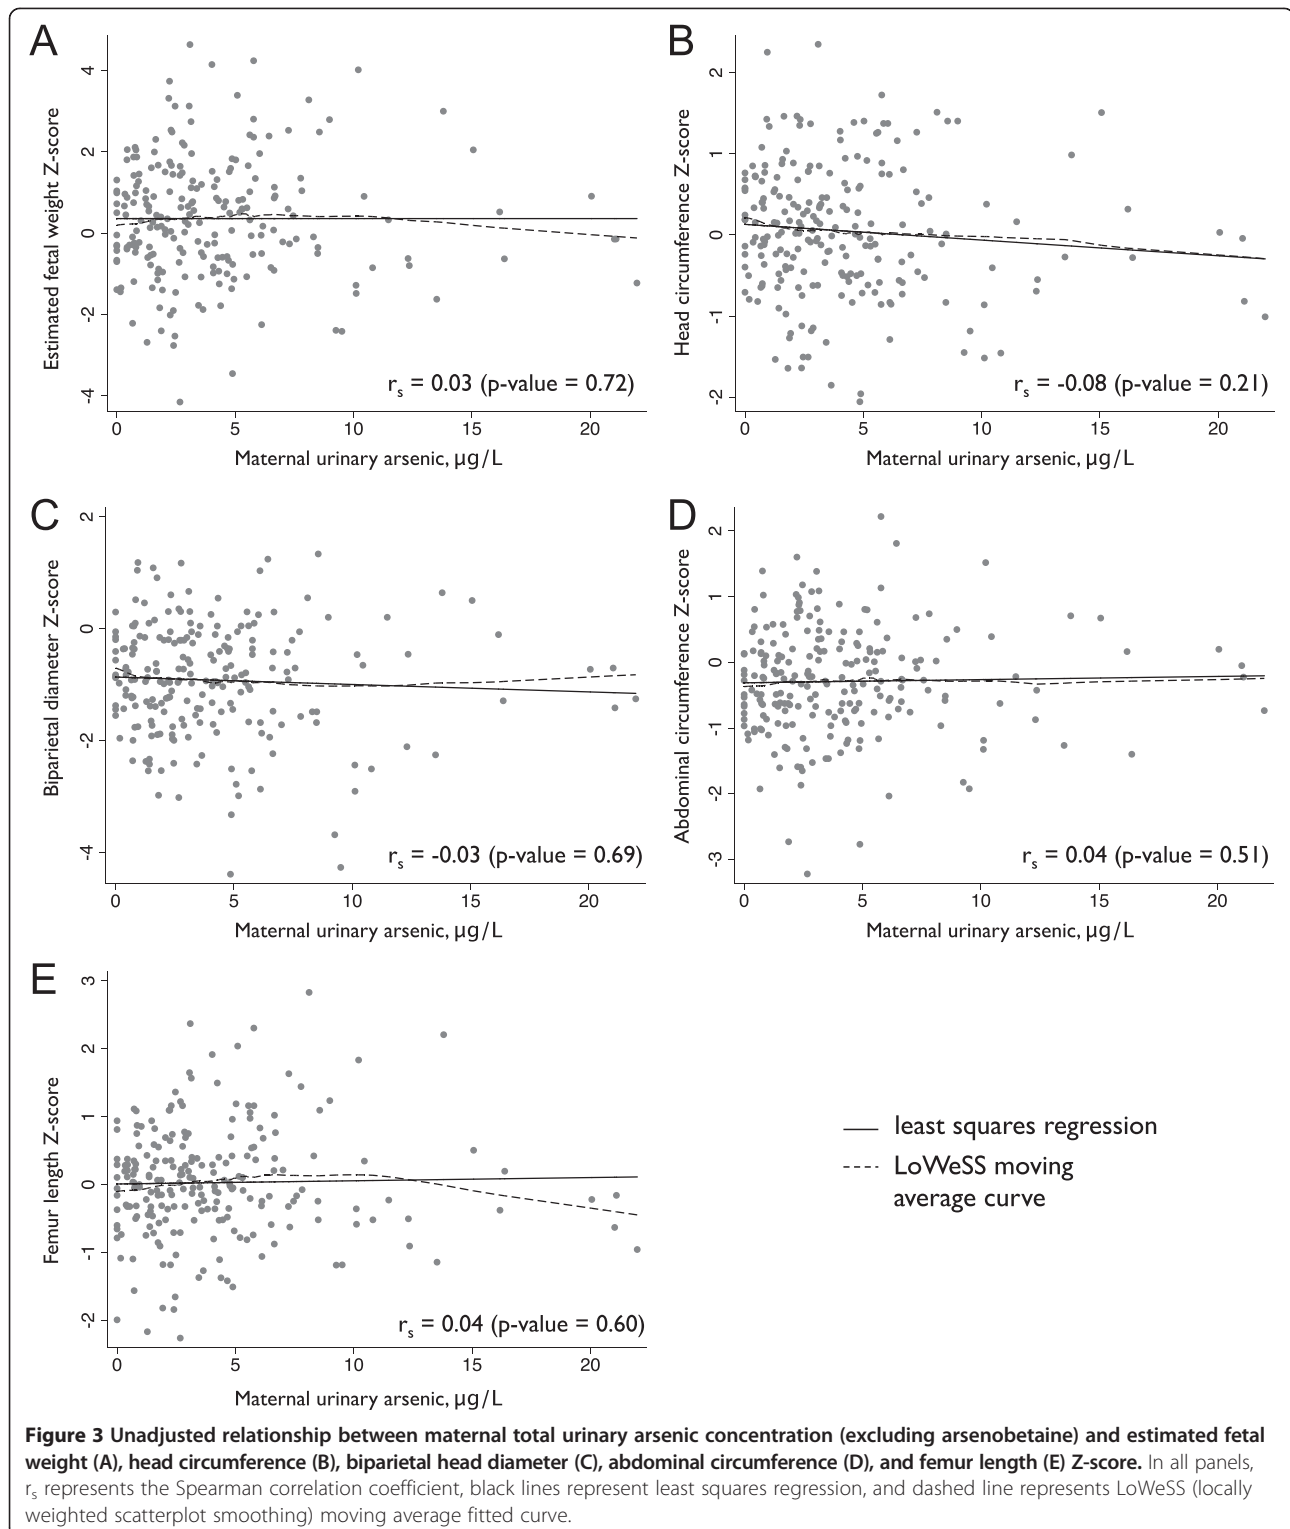 A
4
2
0
-2
-4
Estimated fetal weight Z-score
rs = 0.03 (p-value = 0.72)
0 5 10 15 20
Maternal urinary arsenic, µg/L
B
2
1
0
-1
-2
Head circumference Z-score
rs = -0.08 (p-value = 0.21)
0 5 10 15 20
Maternal urinary arsenic, µg/L
C
2
0
-2
-4
Biparietal diameter Z-score
rs = -0.03 (p-value = 0.69)
0 5 10 15 20
Maternal urinary arsenic, µg/L
D
2
1
0
-1
-2
-3
Abdominal circumference Z-score
rs = 0.04 (p-value = 0.51)
0 5 10 15 20
Maternal urinary arsenic, µg/L
E
3
2
1
0
-1
-2
Femur length Z-score
rs = 0.04 (p-value = 0.60)
0 5 10 15 20
Maternal urinary arsenic, µg/L
least squares regression
LoWeSS moving
average curve
Figure 3 Unadjusted relationship between maternal total urinary arsenic concentration (excluding arsenobetaine) and estimated fetal
weight (A), head circumference (B), biparietal head diameter (C), abdominal circumference (D), and femur length (E) Z-score. In all panels,
rs represents the Spearman correlation coefficient, black lines represent least squares regression, and dashed line represents LoWeSS (locally
weighted scatterplot smoothing) moving average fitted curve.